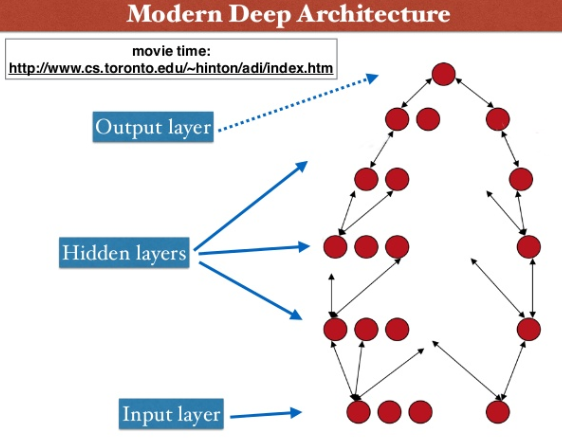 Modern Deep Architecture
movie time:
http://www.cs.toronto.edu/~hinton/adi/index.htm
Output layer
Hidden layers
Input layer